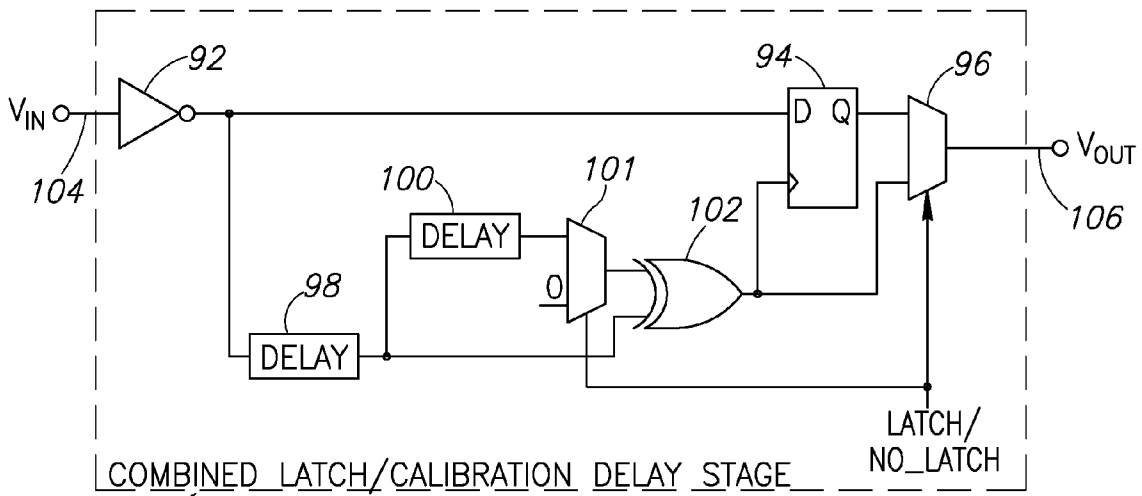 92
94
96
V_IN
D Q
V_OUT
104
100
101
102
106
DELAY
0
98
DELAY
LATCH/
NO_LATCH
COMBINED LATCH/CALIBRATION DELAY STAGE